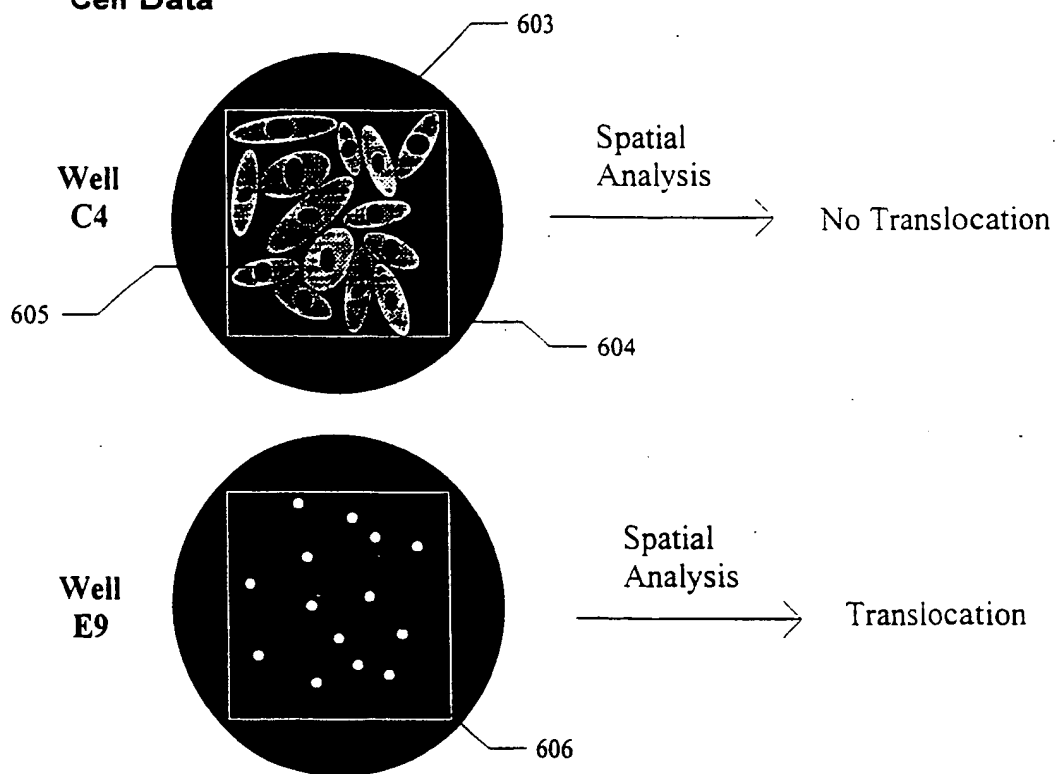 Cell Data
603
Spatial
Analysis
Well
C4
No Translocation
605
604
Spatial
Analysis
Well
E9
Translocation
606